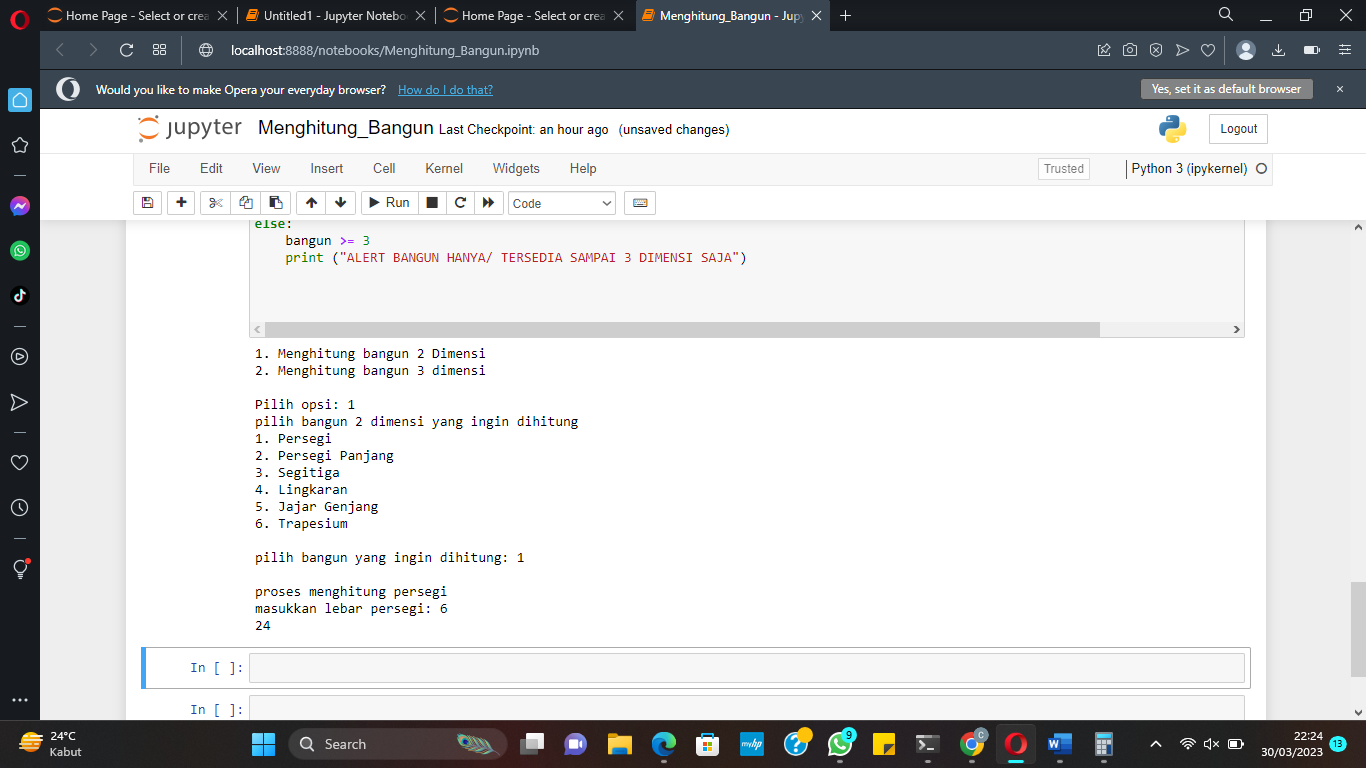 Home Page - Select or crea
Untitled1 - Jupyter Notebo
Home Page - Select or crea
Menghitung_Bangun - Jup
localhost:8888/notebooks/Menghitung_Bangun.ipynb
Would you like to make Opera your everyday browser? How do I do that?
Yes, set it as default browser
jupyter Menghitung_Bangun Last Checkpoint: an hour ago (unsaved changes)
Logout
File Edit View Insert Cell Kernel Widgets Help
Trusted
Python 3 (ipykernel)
Run
Code
else:
bangun >= 3
print ("ALERT BANGUN HANYA/ TERSEDIA SAMPAI 3 DIMENSI SAJA")
1. Menghitung bangun 2 Dimensi
2. Menghitung bangun 3 dimensi
Pilih opsi: 1
pilih bangun 2 dimensi yang ingin dihitung
1. Persegi
2. Persegi Panjang
3. Segitiga
4. Lingkaran
5. Jajar Genjang
6. Trapesium
pilih bangun yang ingin dihitung: 1
proses menghitung persegi
masukkan lebar persegi: 6
24
In [ ]:
In [ ]:
24°C
Kabut
Search
myhp
9
C
22:24
30/03/2023
13